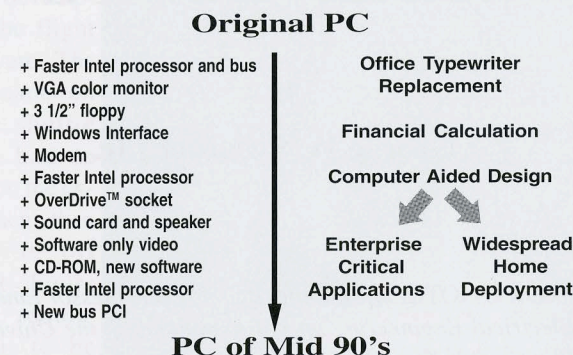 Original PC
+ Faster Intel processor and bus
+ VGA color monitor
+ 3 1/2” floppy
+ Windows Interface
+ Modem
+ Faster Intel processor
+ OverDrive™ socket
+ Sound card and speaker
+ Software only video
+ CD-ROM, new software
+ Faster Intel processor
+ New bus PCI
Office Typewriter
Replacement
Financial Calculation
Computer Aided Design
Enterprise
Critical
Applications
Widespread
Home
Deployment
PC of Mid 90’s